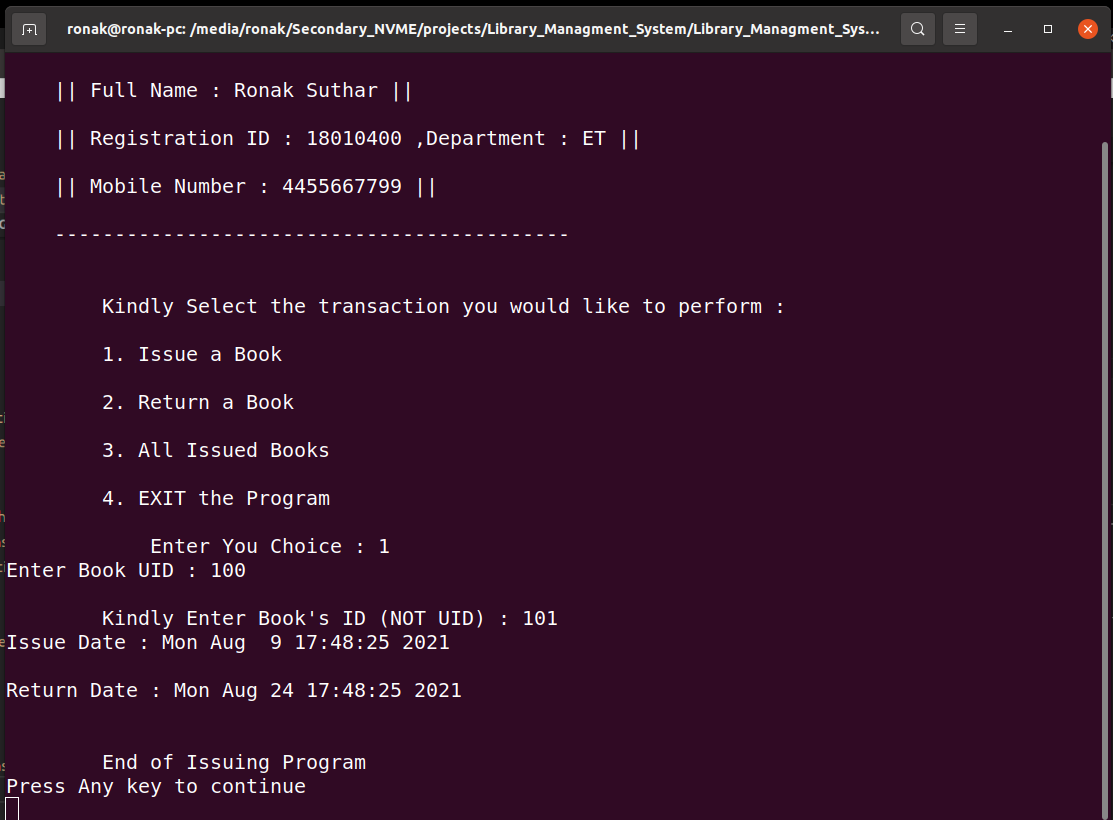 ronak@ronak-pc: /media/ronak/Secondary_NVME/projects/Library_Managment_System/Library_Managment_Sys...
|| Full Name : Ronak Suthar ||
|| Registration ID : 18010400 ,Department : ET ||
|| Mobile Number : 4455667799 ||
-------------------------------------------
Kindly Select the transaction you would like to perform :
1. Issue a Book
2. Return a Book
3. All Issued Books
4. EXIT the Program
Enter You Choice : 1
Enter Book UID : 100
Kindly Enter Book's ID (NOT UID) : 101
Issue Date : Mon Aug  9 17:48:25 2021
Return Date : Mon Aug 24 17:48:25 2021
End of Issuing Program
Press Any key to continue